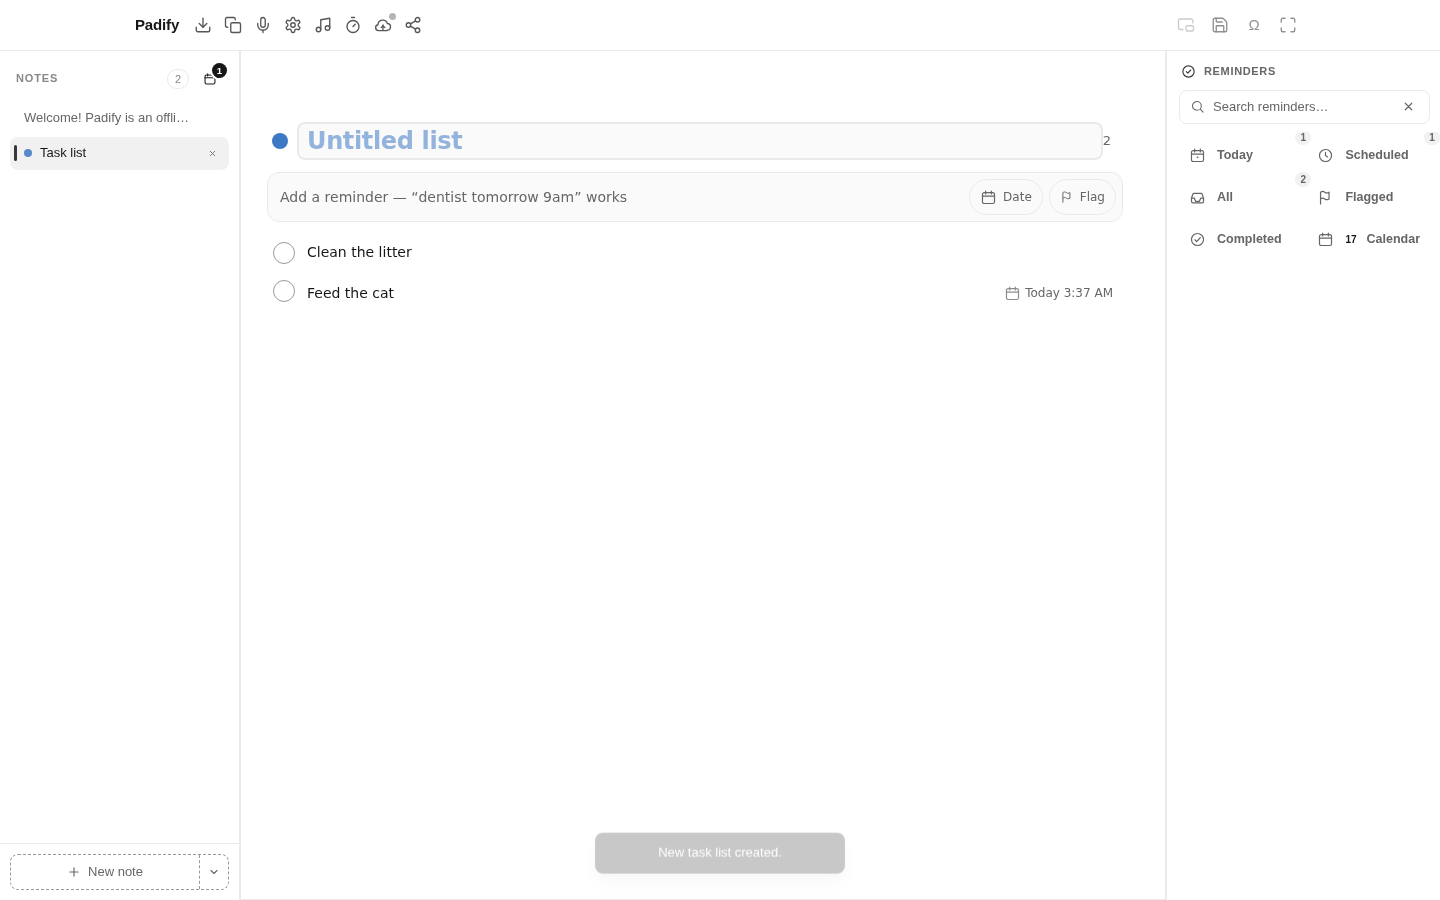 Padify
Ω
NOTES
2
1
Welcome! Padify is an offli…
Task list
Untitled list
2
Add a reminder — “dentist tomorrow 9am” works
Date
Flag
Clean the litter
Feed the cat
Today 3:37 AM
New task list created.
New note
REMINDERS
Search reminders…
Today
1
Scheduled
1
All
2
Flagged
Completed
17 Calendar